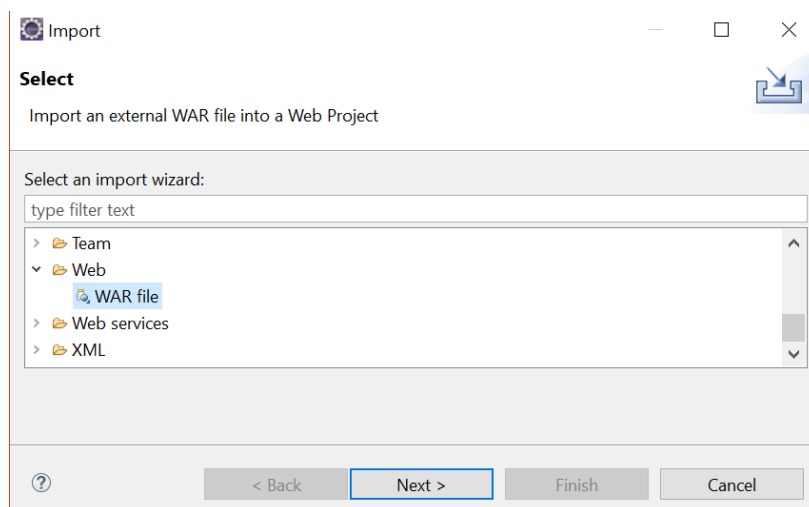 Import
Select
Import an external WAR file into a Web Project
Select an import wizard:
type filter text
Team
Web
WAR file
Web services
XML
? < Back Next > Finish Cancel